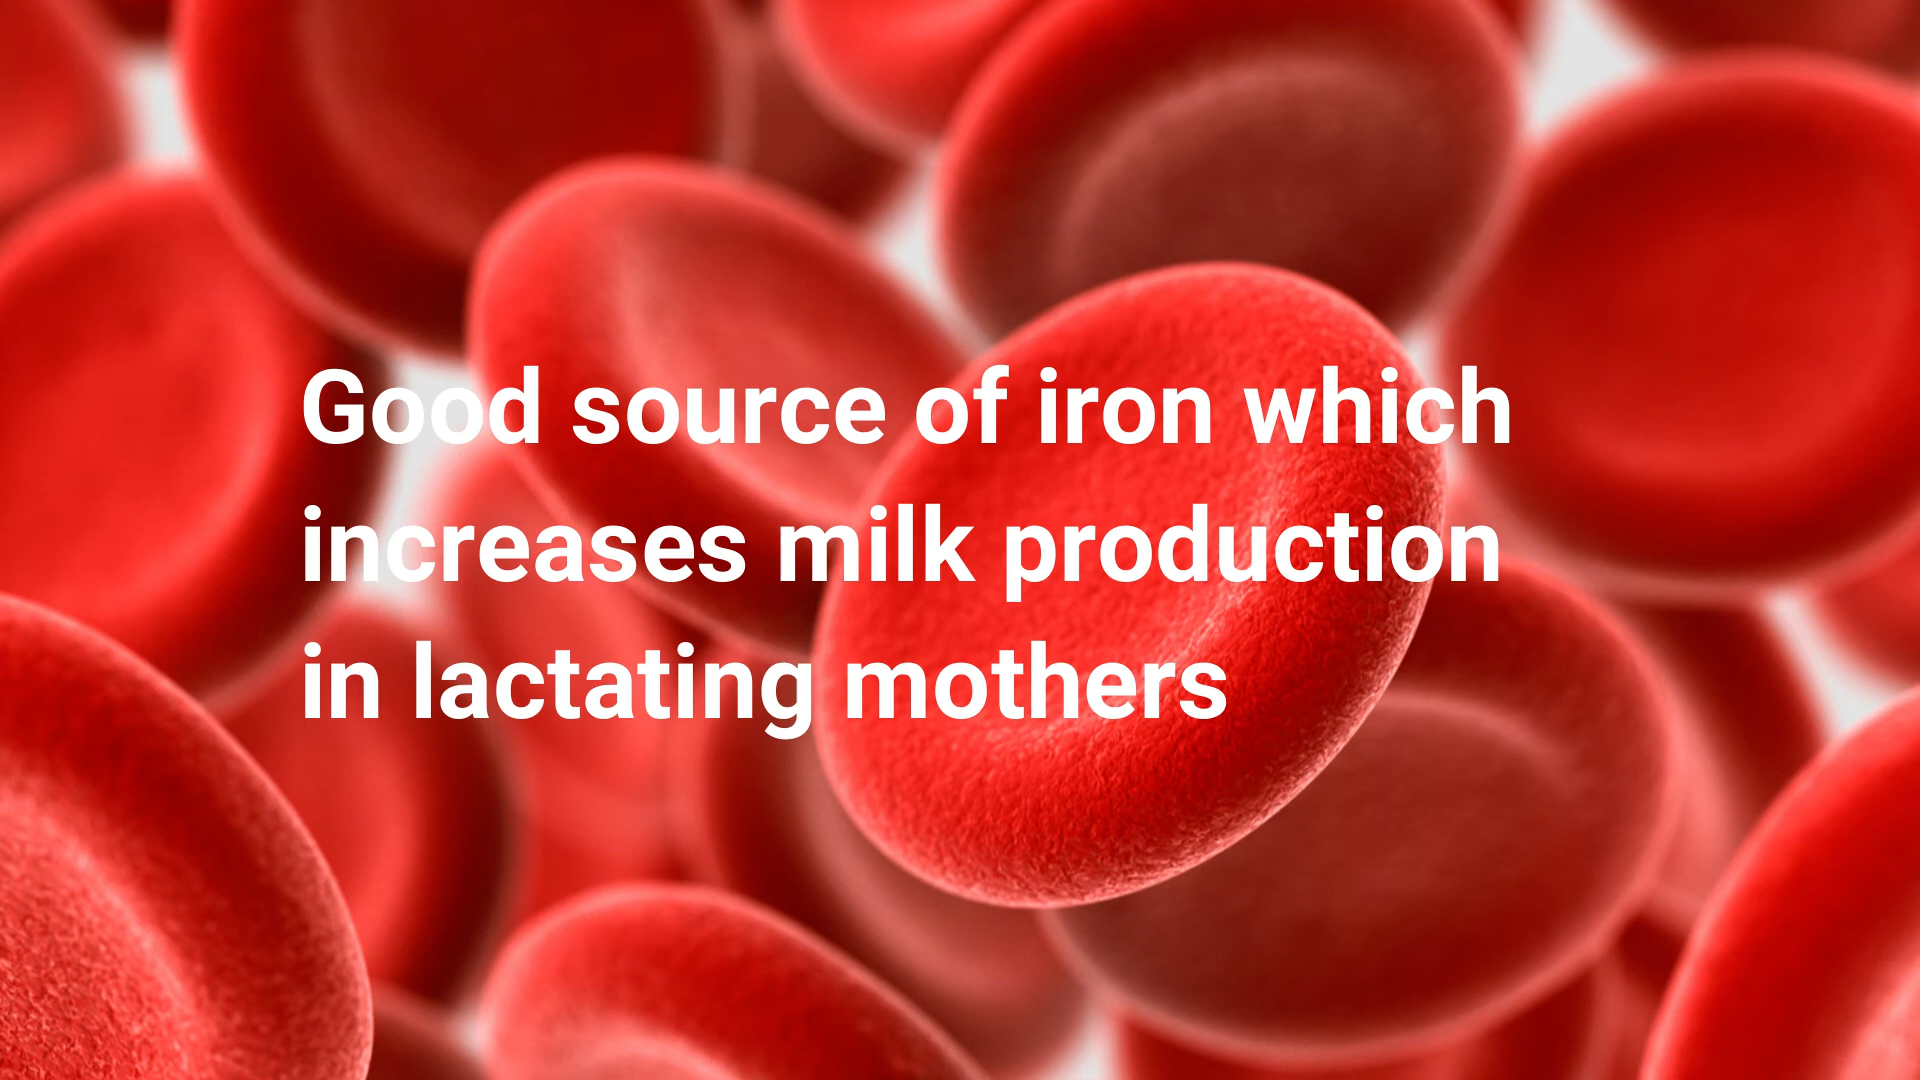 Good source of iron which
increases milk production
in lactating mothers